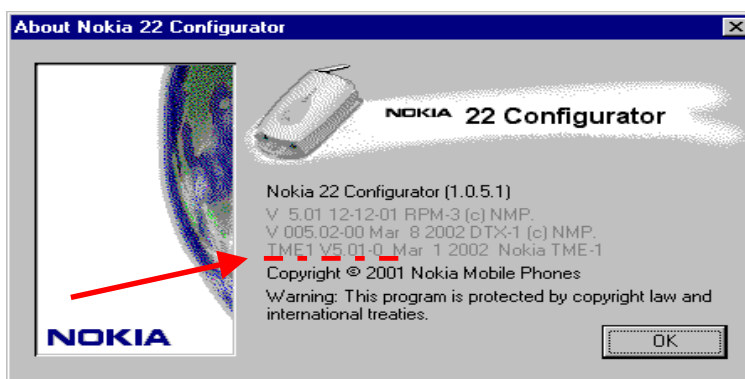 About Nokia 22 Configurator
NOKIA 22 Configurator
Nokia 22 Configurator (1.0.5.1)
V 5.01 12-12-01 RPM-3 (c) NMP.
V 005.02-00 Mar 8 2002 DTX-1 (c) NMP.
TME1 V5.01-0 Mar 1 2002 Nokia TME-1
Copyright © 2001 Nokia Mobile Phones
Warning: This program is protected by copyright law and
international treaties.
NOKIA
OK